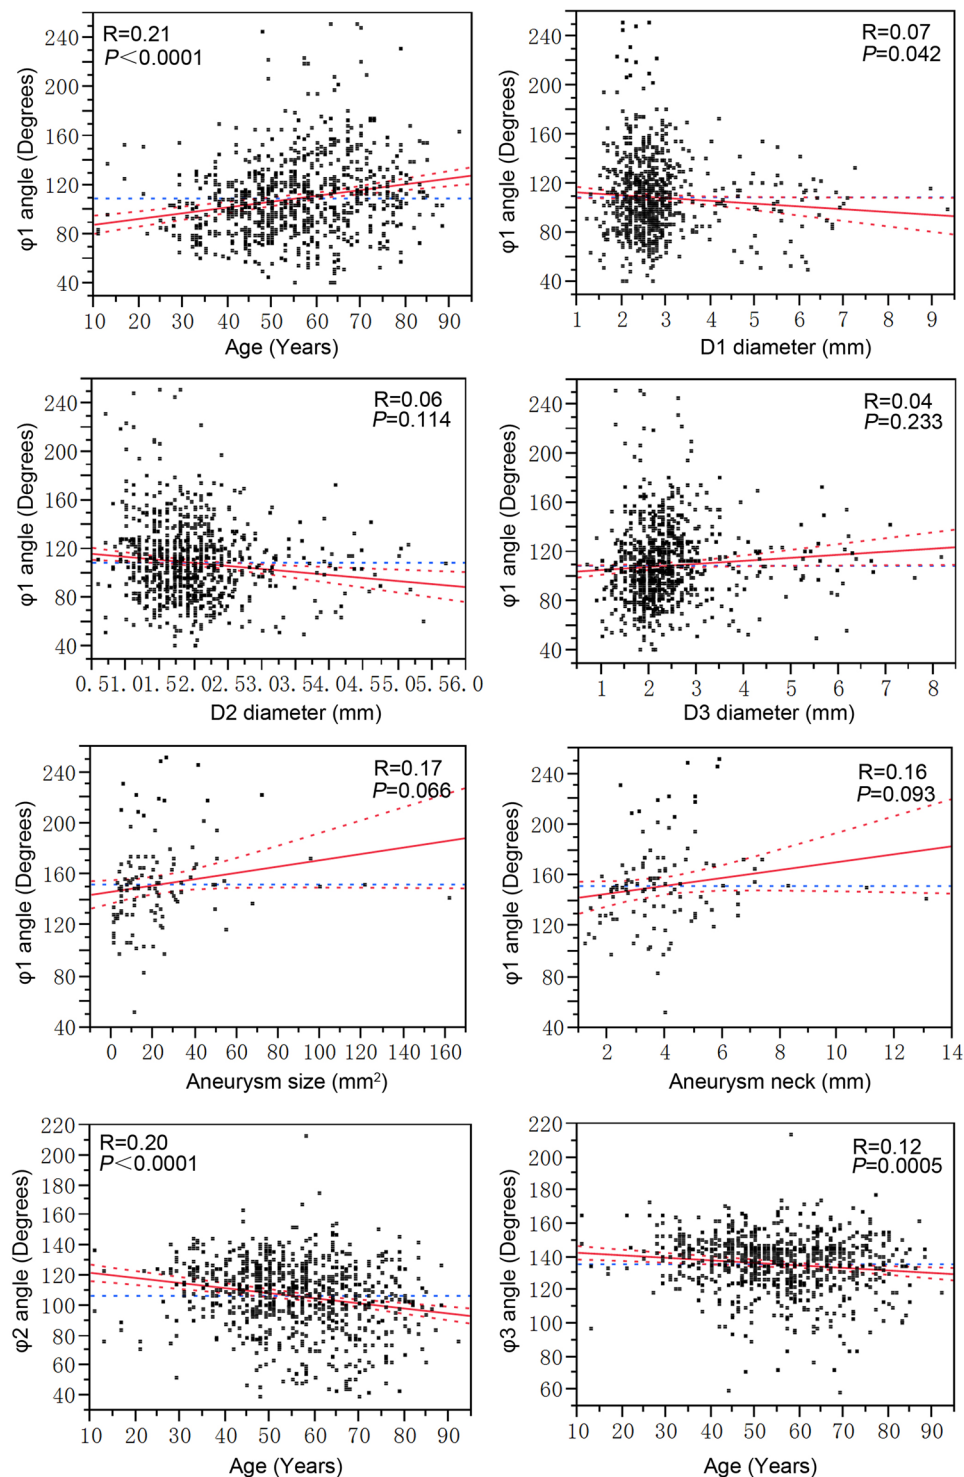 R=0.21
P<0.0001
φ1 angle (Degrees)
240
200
160
120
80
40
10 20 30 40 50 60 70 80 90
Age (Years)
R=0.07
P=0.042
φ1 angle (Degrees)
240
200
160
120
80
40
1 2 3 4 5 6 7 8 9
D1 diameter (mm)
R=0.06
P=0.114
φ1 angle (Degrees)
240
200
160
120
80
40
0.51.01.52.02.53.03.54.04.55.05.56.0
D2 diameter (mm)
R=0.04
P=0.233
φ1 angle (Degrees)
240
200
160
120
80
40
1 2 3 4 5 6 7 8
D3 diameter (mm)
R=0.17
P=0.066
φ1 angle (Degrees)
240
200
160
120
80
40
0 20 40 60 80 100 120 140 160
Aneurysm size (mm²)
R=0.16
P=0.093
φ1 angle (Degrees)
240
200
160
120
80
40
2 4 6 8 10 12 14
Aneurysm neck (mm)
R=0.20
P<0.0001
φ2 angle (Degrees)
220
200
180
160
140
120
100
80
60
40
10 20 30 40 50 60 70 80 90
Age (Years)
R=0.12
P=0.0005
φ3 angle (Degrees)
220
200
180
160
140
120
100
80
60
10 20 30 40 50 60 70 80 90
Age (Years)